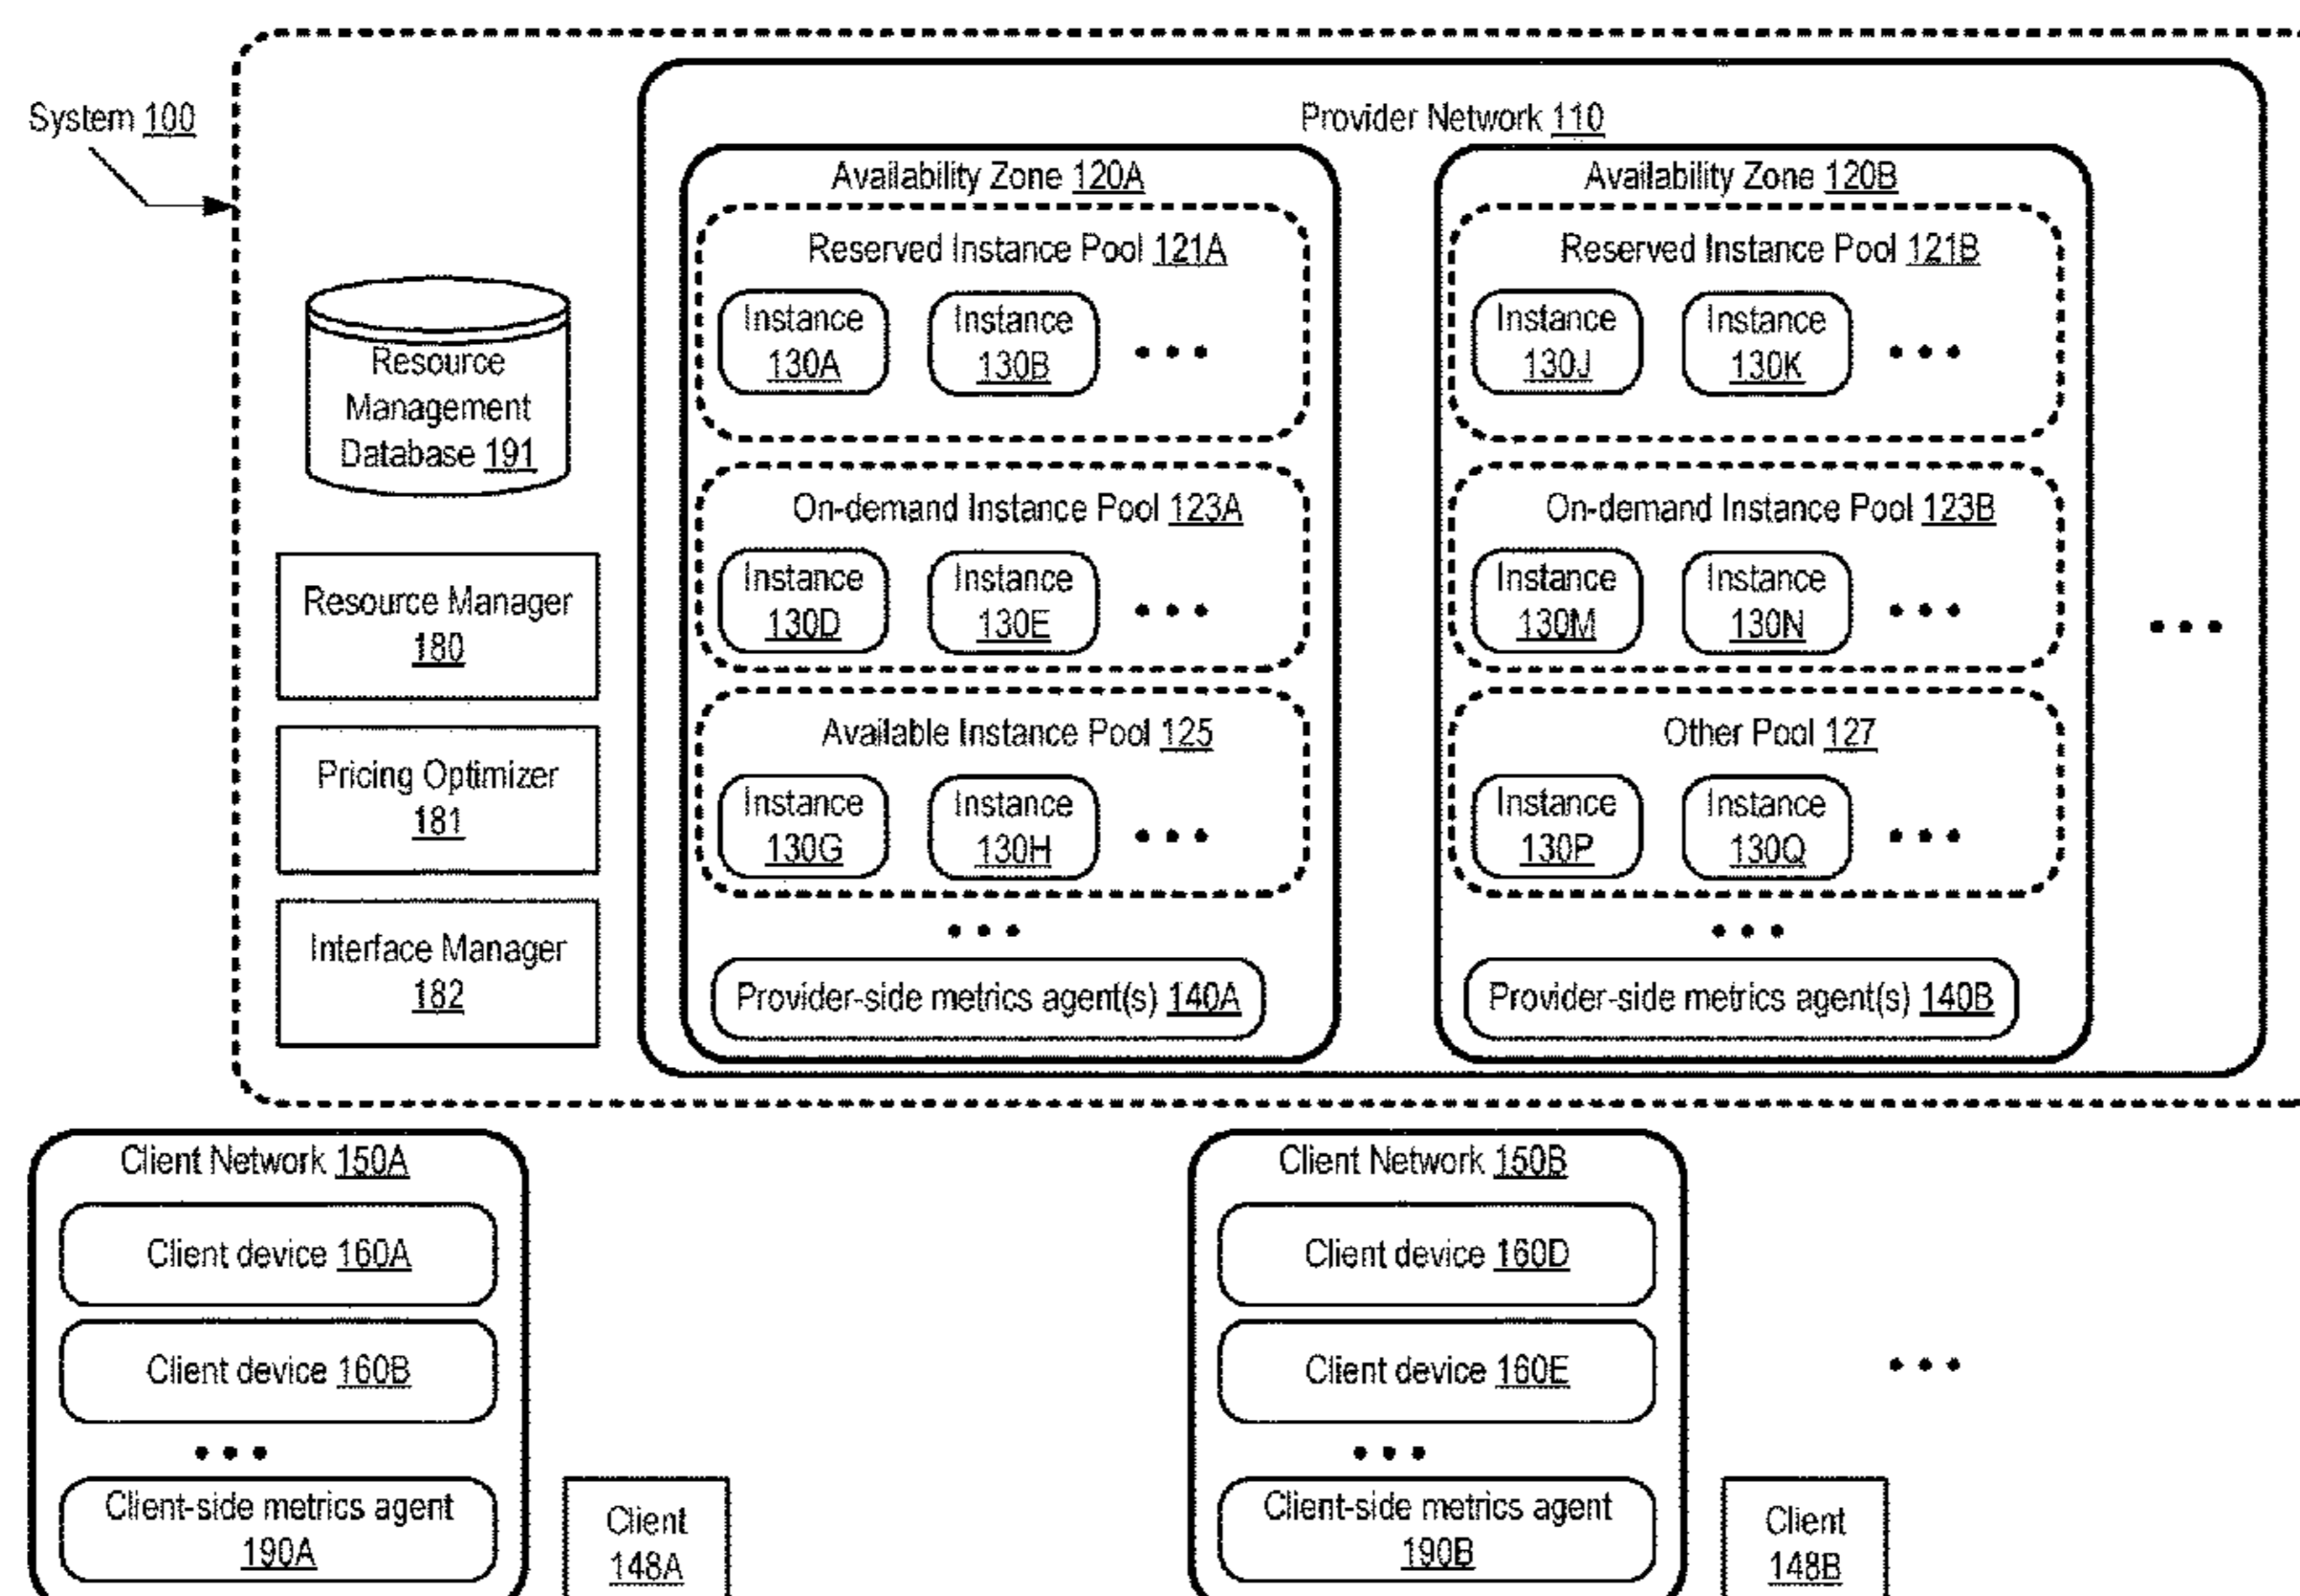 System 100
Provider Network 110
Availability Zone 120A
Reserved Instance Pool 121A
Instance
130A
Instance
130B
On-demand Instance Pool 123A
Instance
130D
Instance
130E
Available Instance Pool 125
Instance
130G
Instance
130H
Provider-side metrics agent(s) 140A
Availability Zone 120B
Reserved Instance Pool 121B
Instance
130J
Instance
130K
On-demand Instance Pool 123B
Instance
130M
Instance
130N
Other Pool 127
Instance
130P
Instance
130Q
Provider-side metrics agent(s) 140B
Resource
Management
Database 191
Resource Manager
180
Pricing Optimizer
181
Interface Manager
182
Client Network 150A
Client device 160A
Client device 160B
Client-side metrics agent
190A
Client
148A
Client Network 150B
Client device 160D
Client device 160E
Client-side metrics agent
190B
Client
148B